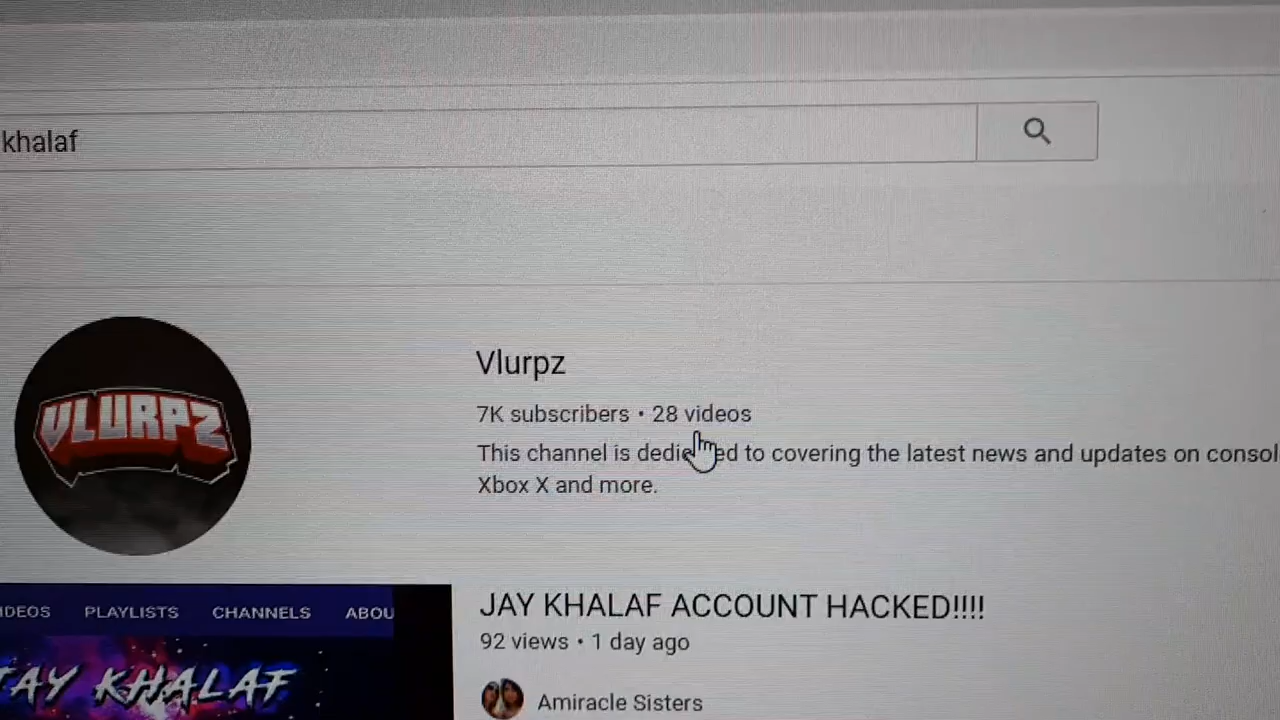 khalaf
VLURPZ
Vlurpz
7K subscribers • 28 videos
This channel is dedi ed to covering the latest news and updates on consol
Xbox X and more.
IDEOS PLAYLISTS CHANNELS ABOU
JAY KHALAF
JAY KHALAF ACCOUNT HACKED!!!!
92 views • 1 day ago
Amiracle Sisters